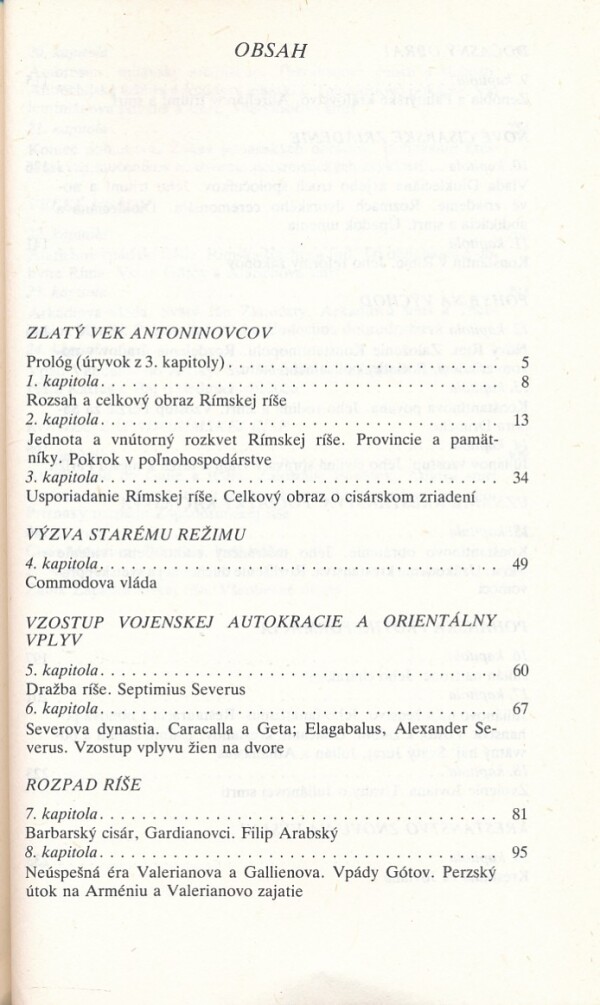 OBSAH
ZLATÝ VEK ANTONINOVCOV
Prológ (úryvok z 3. kapitoly) . . . . . . . . . . . . . . . . . . . . . 5
1. kapitola . . . . . . . . . . . . . . . . . . . . . . . . . . . . . . 8
Rozsah a celkový obraz Rímskej ríše
2. kapitola . . . . . . . . . . . . . . . . . . . . . . . . . . . . . . 13
Jednota a vnútorný rozkvet Rímskej ríše. Provincie a pamät-
níky. Pokrok v poľnohospodárstve
3. kapitola . . . . . . . . . . . . . . . . . . . . . . . . . . . . . . 34
Usporiadanie Rímskej ríše. Celkový obraz o cisárskom zriadení
VÝZVA STARÉMU REŽIMU
4. kapitola . . . . . . . . . . . . . . . . . . . . . . . . . . . . . . 49
Commodova vláda
VZOSTUP VOJENSKEJ AUTOKRACIE A ORIENTÁLNY
VPLYV
5. kapitola . . . . . . . . . . . . . . . . . . . . . . . . . . . . . . 60
Dražba ríše. Septimius Severus
6. kapitola . . . . . . . . . . . . . . . . . . . . . . . . . . . . . . 67
Severova dynastia. Caracalla a Geta; Elagabalus, Alexander Se-
verus. Vzostup vplyvu žien na dvore
ROZPAD RÍŠE
7. kapitola . . . . . . . . . . . . . . . . . . . . . . . . . . . . . . 81
Barbarský cisár, Gardianovci. Filip Arabský
8. kapitola . . . . . . . . . . . . . . . . . . . . . . . . . . . . . . 95
Neúspešná éra Valerianova a Gallienova. Vpády Gótov. Perzský
útok na Arméniu a Valerianovo zajatie